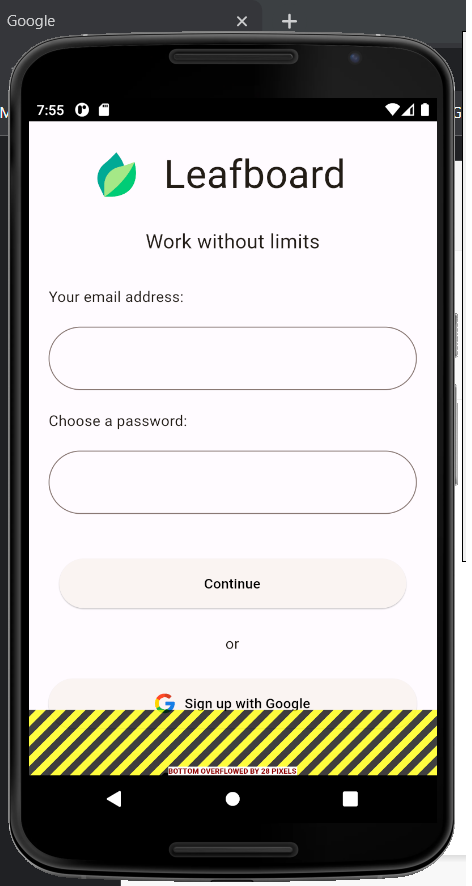 Google
7:55
Leafboard
Work without limits
Your email address:
Choose a password:
Continue
or
Sign up with Google
BOTTOM OVERFLOWED BY 28 PIXELS